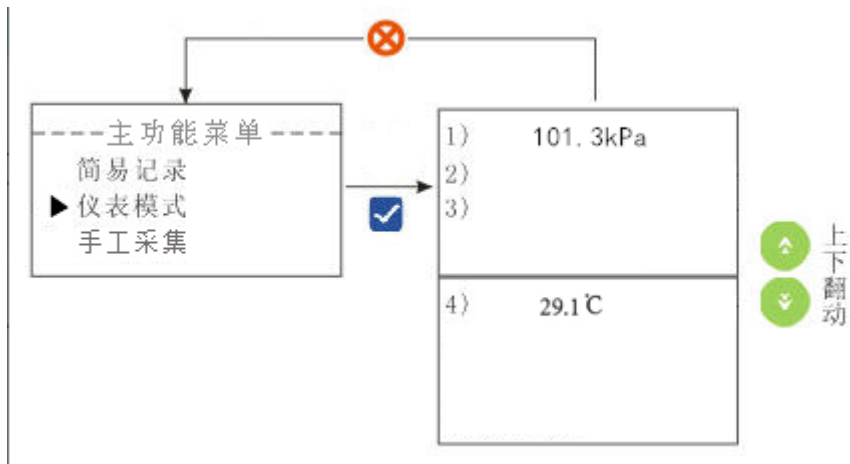 ----主功能菜单----
简易记录
▶仪表模式
手工采集
1) 101.3kPa
2)
3)
4) 29.1℃
上下翻动